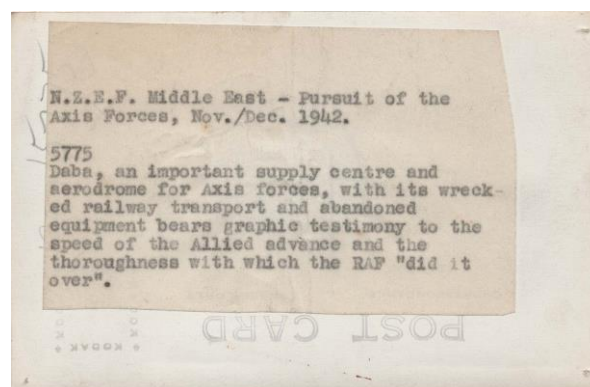 N.Z.E.F. Middle East - Pursuit of the
Axis Forces, Nov./Dec. 1942.
5775
Daba, an important supply centre and
aerodrome for Axis forces, with its wreck-
ed railway transport and abandoned
equipment bears graphic testimony to the
speed of the Allied advance and the
thoroughness with which the RAF "did it
over".
POST CARD
KODAK